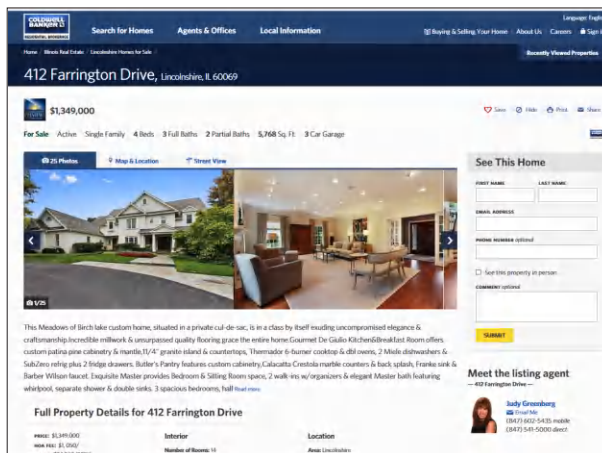 COLDWELL BANKER
RESIDENTIAL BROKERAGE
Search for Homes
Agents & Offices
Local Information
Language: Engli
Buying & Selling Your Home
About Us
Careers
Sign I
Home
Illinois Real Estate
Lincolnshire Homes for Sale
Recently Viewed Properties
412 Farrington Drive, Lincolnshire, IL 60069
$1,349,000
Save
Hide
Print
Share
For Sale Active Single Family 4 Beds 3 Full Baths 2 Partial Baths 5,768 Sq. Ft 3 Car Garage
25 Photos
Map & Location
Street View
1/25
See This Home
FIRST NAME
LAST NAME
EMAIL ADDRESS
PHONE NUMBER optional
See this property in person
COMMENT optional
SUBMIT
This Meadows of Birch lake custom home, situated in a private cul-de-sac, is in a class by itself exuding uncompromised elegance &
craftsmanship.Incredible millwork & unsurpassed quality flooring grace the entire home.Gourmet De Giulio Kitchen&Breakfast Room offers
custom patina pine cabinetry & mantle,11/4" granite island & countertops, Thermador 6-burner cooktop & dbl ovens, 2 Miele dishwashers &
SubZero refrig plus 2 fridge drawers. Butler's Pantry features custom cabinetry,Calacatta Crestola marble counters & back splash, Franke sink &
Barber Wilson faucet. Exquisite Master provides Bedroom & Sitting Room space, 2 walk-ins w/organizers & elegant Master bath featuring
whirlpool, separate shower & double sinks. 3 spacious bedrooms, hall Read more
Meet the listing agent
412 Farrington Drive
Judy Greenberg
Email Me
(847) 602-5435 mobile
(847) 541-5000 direct
Full Property Details for 412 Farrington Drive
PRICE: $1,349,000
HOA FEE: $1,050/
Interior
Number of Rooms: 14
Location
Area: Lincolnshire